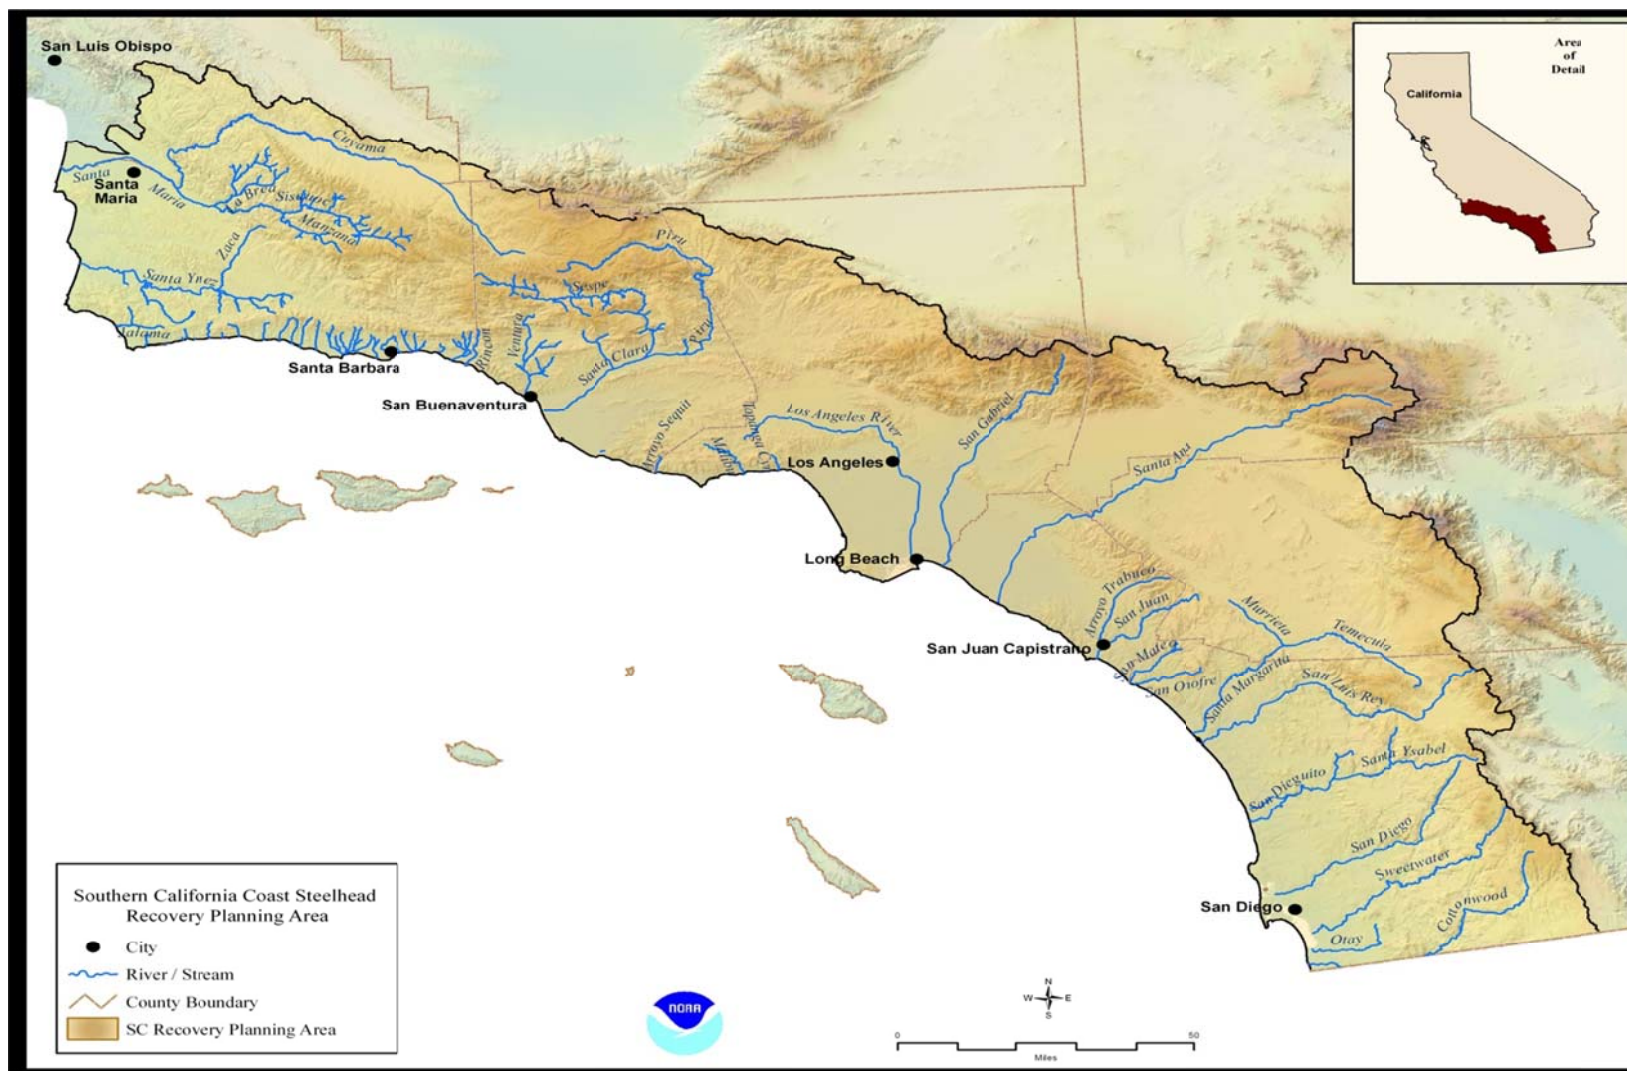 San Luis Obispo
Area
of
Detail
California
Cuyama
Santa
Maria
Santa
Maria
La Brea
Sisquoc
Manzana
Zaca
Santa Ynez
Jalama
Santa Barbara
Rincon
Ventura
San Buenaventura
Sespe
Piru
Piru
Santa Clara
Arroyo Sequit
Malibu
Topanga Cyn
Los Angeles River
Los Angeles
San Gabriel
Santa Ana
Long Beach
Arroyo Trabuco
San Juan
San Juan Capistrano
San Mateo
San Onofre
Murrieta
Temecula
Santa Margarita
San Luis Rey
Santa Ysabel
San Dieguito
San Diego
Sweetwater
Cottonwood
San Diego
Otay
Southern California Coast Steelhead
Recovery Planning Area
City
River / Stream
County Boundary
SC Recovery Planning Area
NOAA
N
W E
S
0 50
Miles